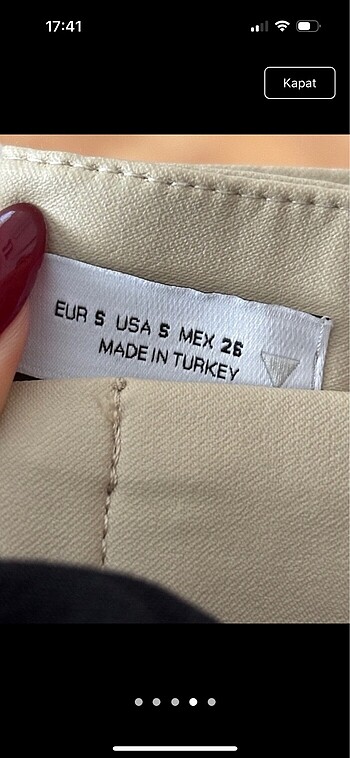 17:41
Kapat
EUR S USA S MEX 26
MADE IN TURKEY